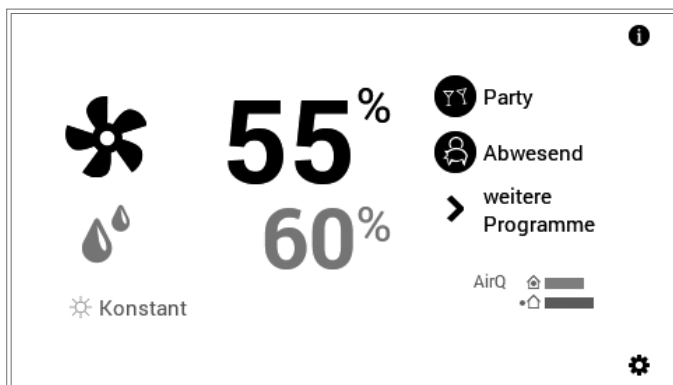 55%
Party
Abwesend
weitere
Programme
60%
AirQ
Konstant